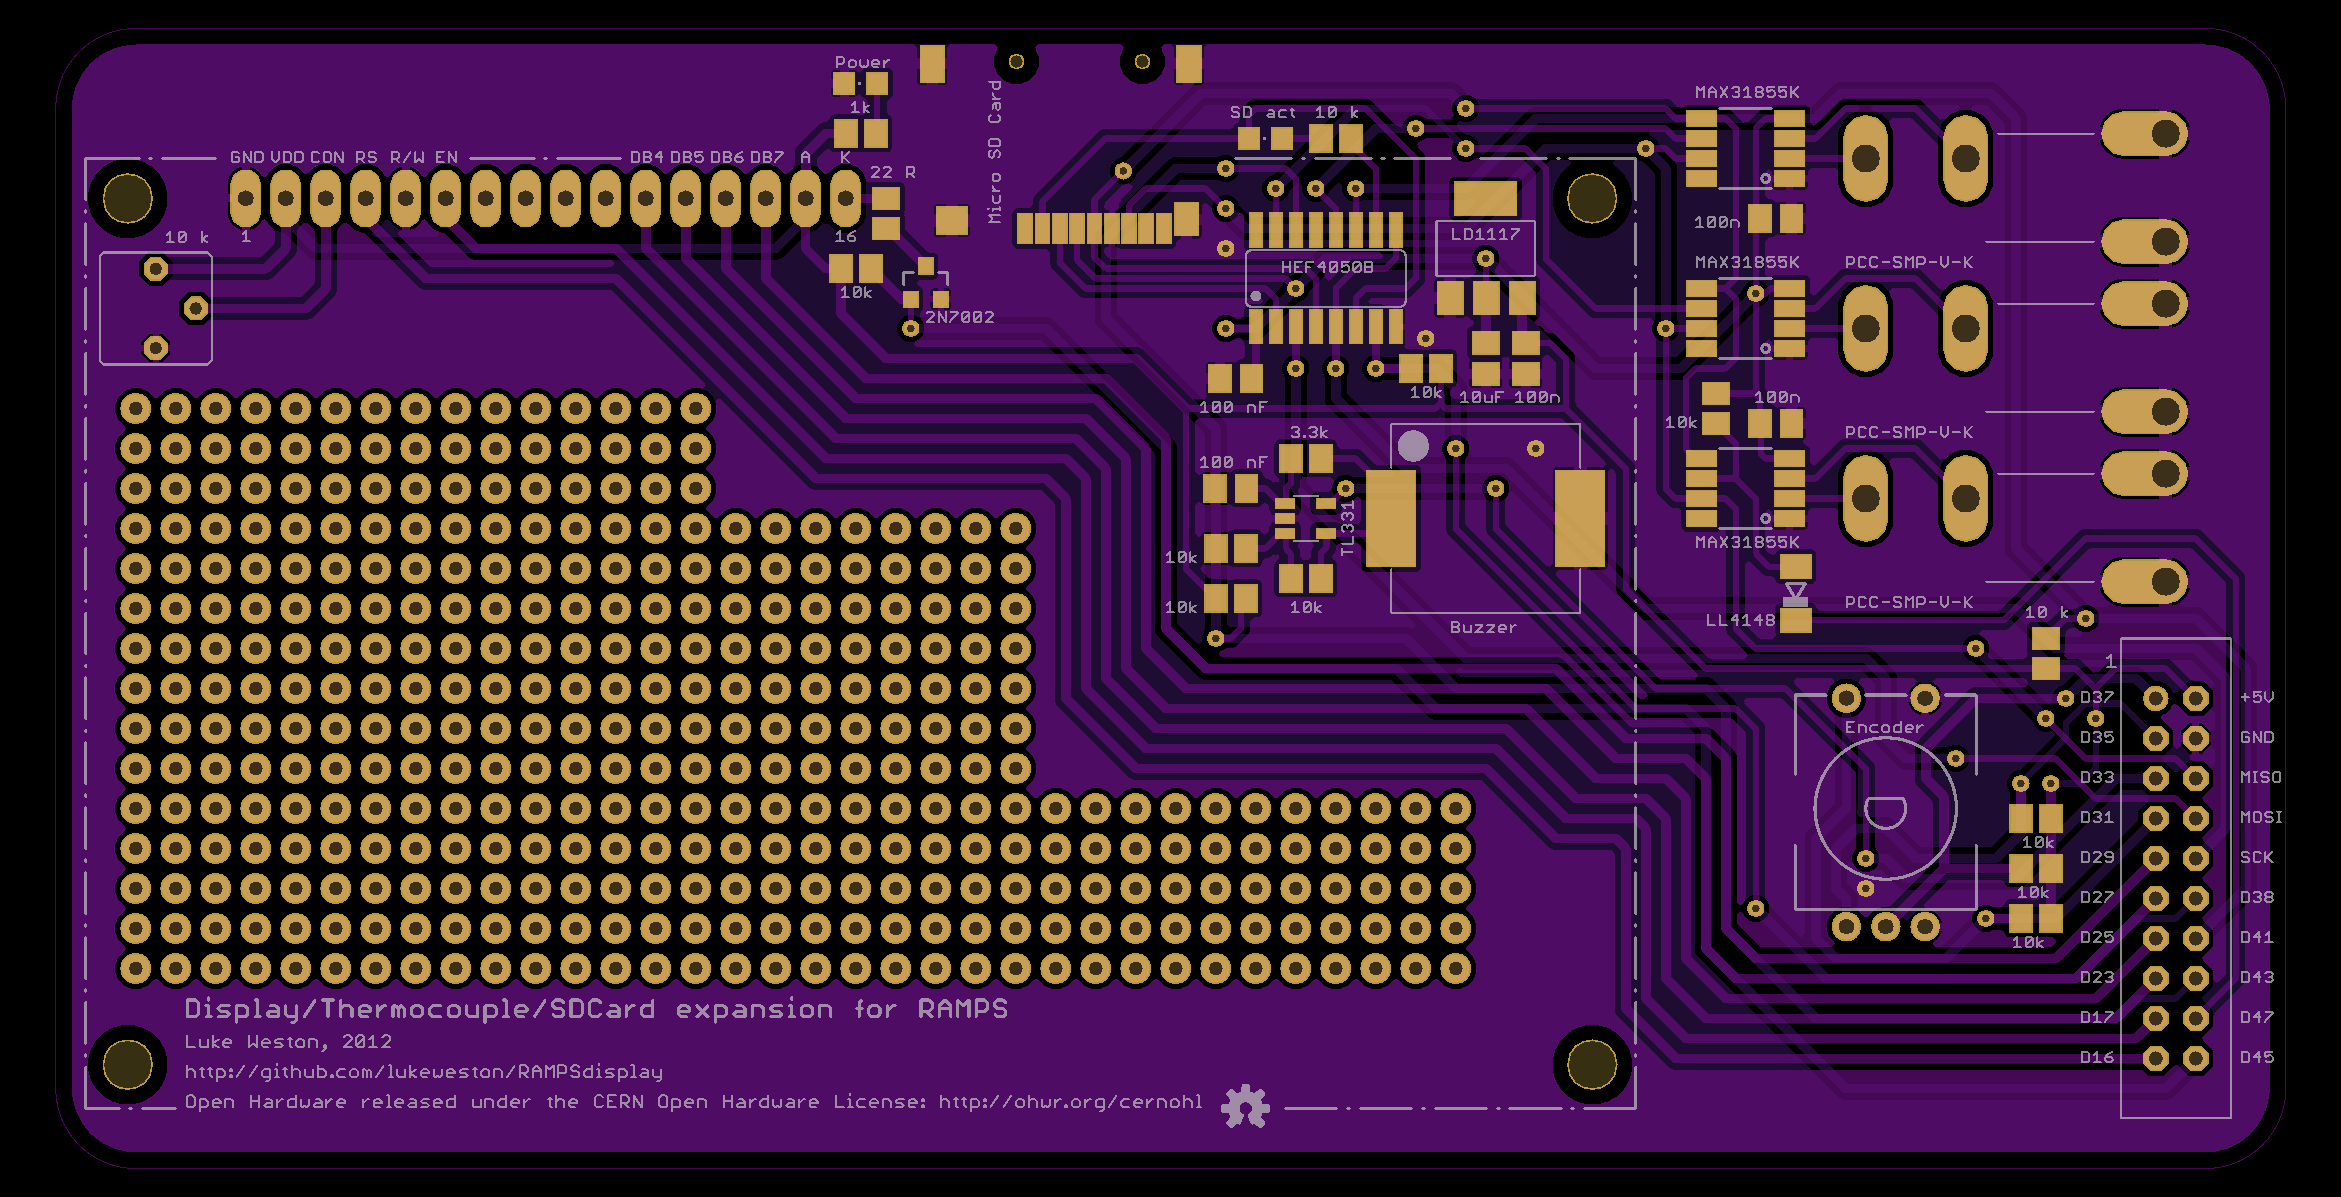 Power
1k
Micro SD Card
SD act 10 k
MAX31855K
GND VDD CON RS R/W EN DB4 DB5 DB6 DB7 A K
22 R
1 16
10 k
100n
LD1117
HEF4050B
MAX31855K PCC-SMP-V-K
10k
2N7002
10k 10uF 100n
100 nF
100n
10k
3.3k
PCC-SMP-V-K
100 nF
TL331
MAX31855K
10k
10k
10k
PCC-SMP-V-K
LL4148
10 k
Buzzer
1
D37 +5V
Encoder
D35 GND
D33 MISO
D31 MOSI
10k
D29 SCK
10k
D27 D38
D25 D41
10k
D23 D43
D17 D47
D16 D45
Display/Thermocouple/SDCard expansion for RAMPS
Luke Weston, 2012
http://github.com/lukeweston/RAMPSdisplay
Open Hardware released under the CERN Open Hardware License: http://ohwr.org/cernohl